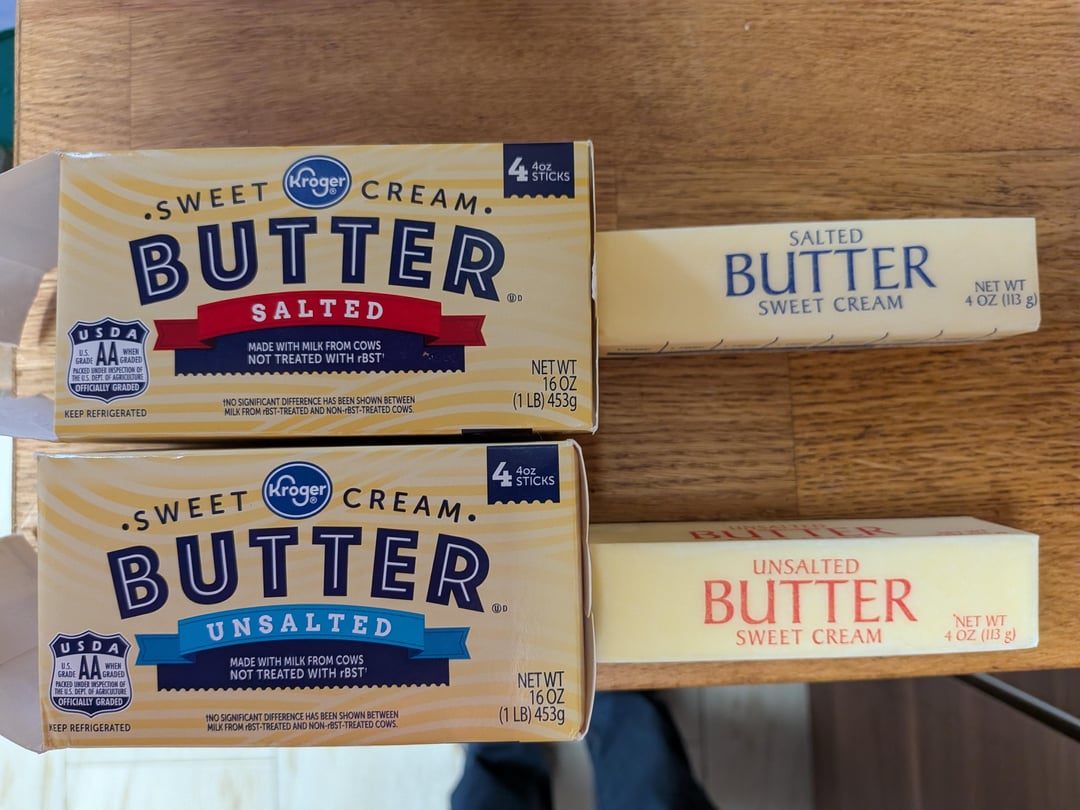 4 4oz STICKS
SWEET Kroger CREAM
BUTTER
SALTED
MADE WITH MILK FROM COWS
NOT TREATED WITH rBST†
USDA
U.S. GRADE AA WHEN GRADED
PACKED UNDER INSPECTION OF
THE U.S. DEPT. OF AGRICULTURE
OFFICIALLY GRADED
KEEP REFRIGERATED
†NO SIGNIFICANT DIFFERENCE HAS BEEN SHOWN BETWEEN
MILK FROM rBST-TREATED AND NON-rBST-TREATED COWS.
NET WT
16 OZ
(1 LB) 453g
SALTED
BUTTER
SWEET CREAM
NET WT
4 OZ (113 g)
4 4oz STICKS
SWEET Kroger CREAM
BUTTER
UNSALTED
MADE WITH MILK FROM COWS
NOT TREATED WITH rBST†
USDA
U.S. GRADE AA WHEN GRADED
PACKED UNDER INSPECTION OF
THE U.S. DEPT. OF AGRICULTURE
OFFICIALLY GRADED
KEEP REFRIGERATED
†NO SIGNIFICANT DIFFERENCE HAS BEEN SHOWN BETWEEN
MILK FROM rBST-TREATED AND NON-rBST-TREATED COWS.
NET WT
16 OZ
(1 LB) 453g
UNSALTED
BUTTER
UNSALTED
BUTTER
SWEET CREAM
NET WT
4 OZ (113 g)